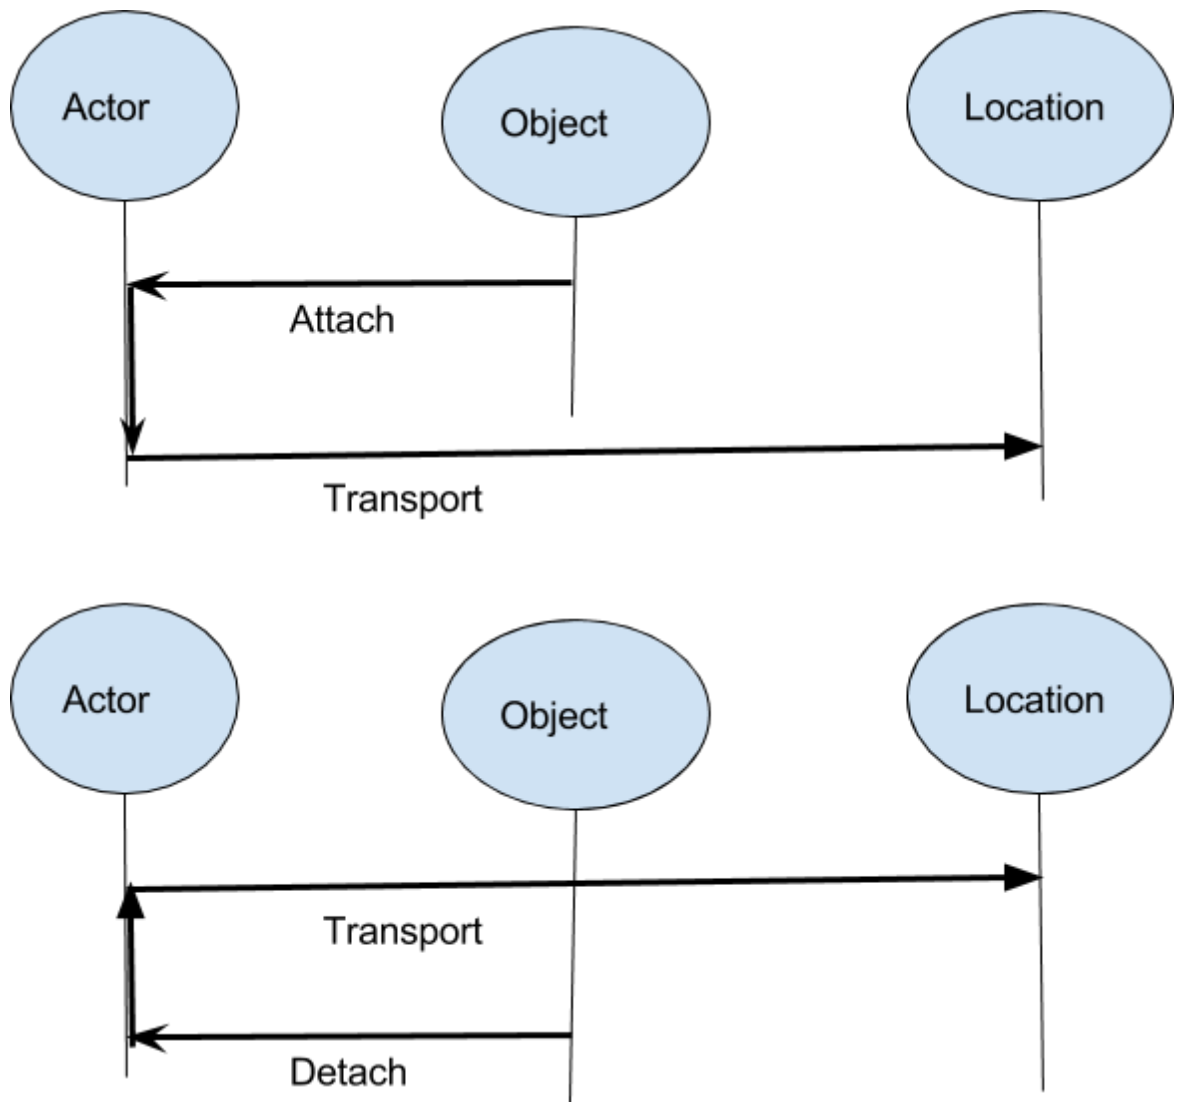 Actor
Object
Location
Attach
Transport
Actor
Object
Location
Transport
Detach